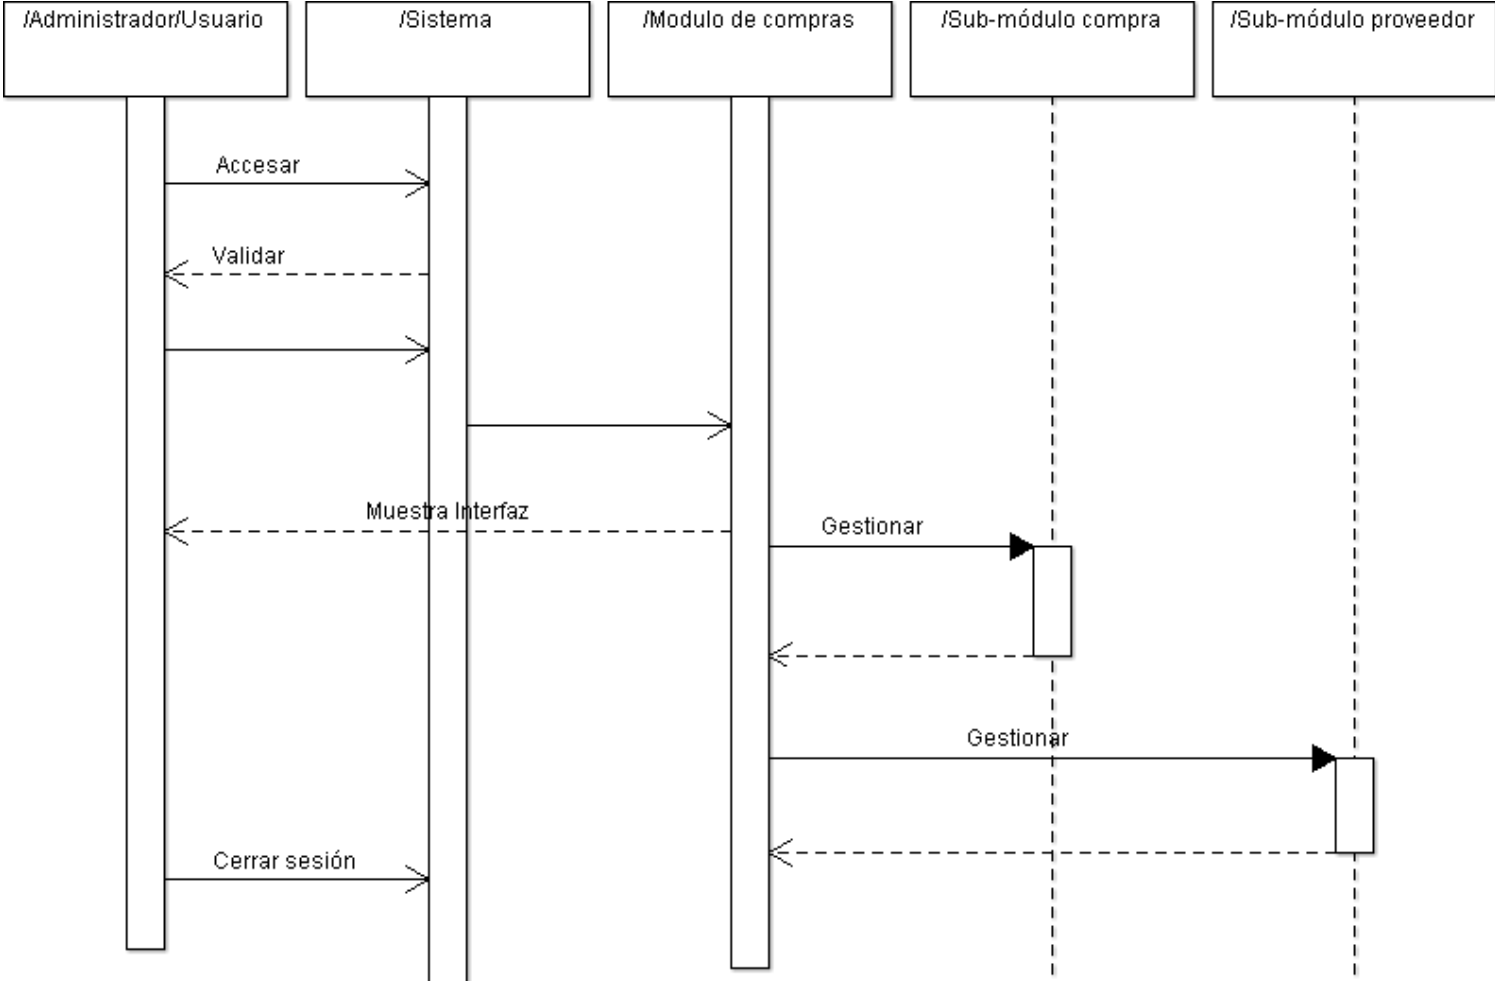 /Administrador/Usuario
/Sistema
/Modulo de compras
/Sub-módulo compra
/Sub-módulo proveedor
Accesar
Validar
Muestra Interfaz
Gestionar
Gestionar
Cerrar sesión